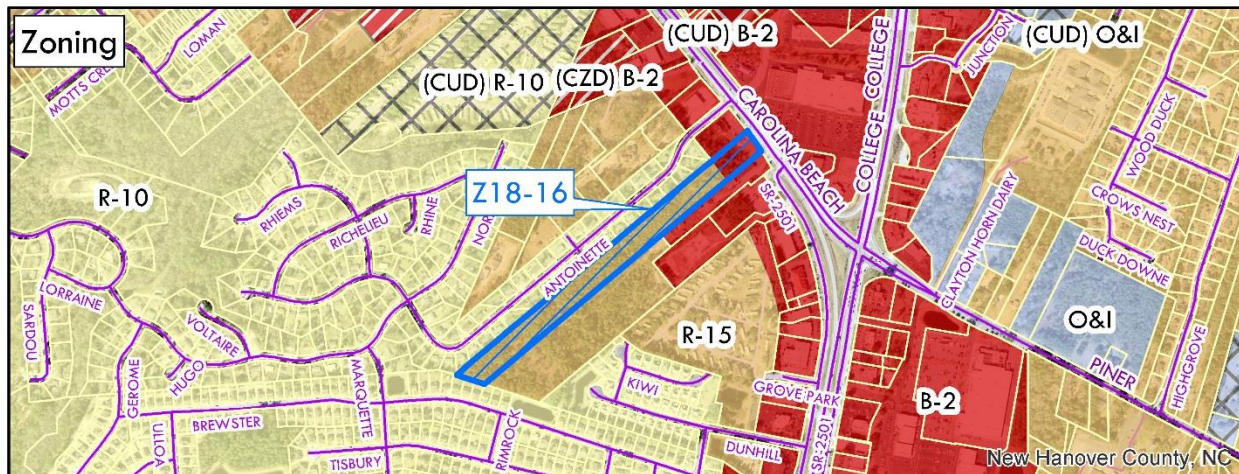 Zoning
LOMAN
MOTTS CRE
(CUD) B-2
(CUD) O&I
JUNCTION
(CUD) R-10
(CZD) B-2
CAROLINA BEACH
COLLEGE COLLEGE
WOOD DUCK
R-10
Z18-16
RHIEMS
RICHELIEU
RHINE
NOR
SR-2501
CROWS NEST
DUCK DOWNE
CLAYTON HORN DAIRY
LORRAINE
ANTOINETTE
SARDOU
VOLTAIRE
HUGO
GEROME
MARQUETTE
R-15
O&I
PINER
HIGHGROVE
KIWI
GROVE PARK
B-2
BREWSTER
ULLOA
RIMROCK
TISBURY
DUNHILL
SR-2501
New Hanover County, NC